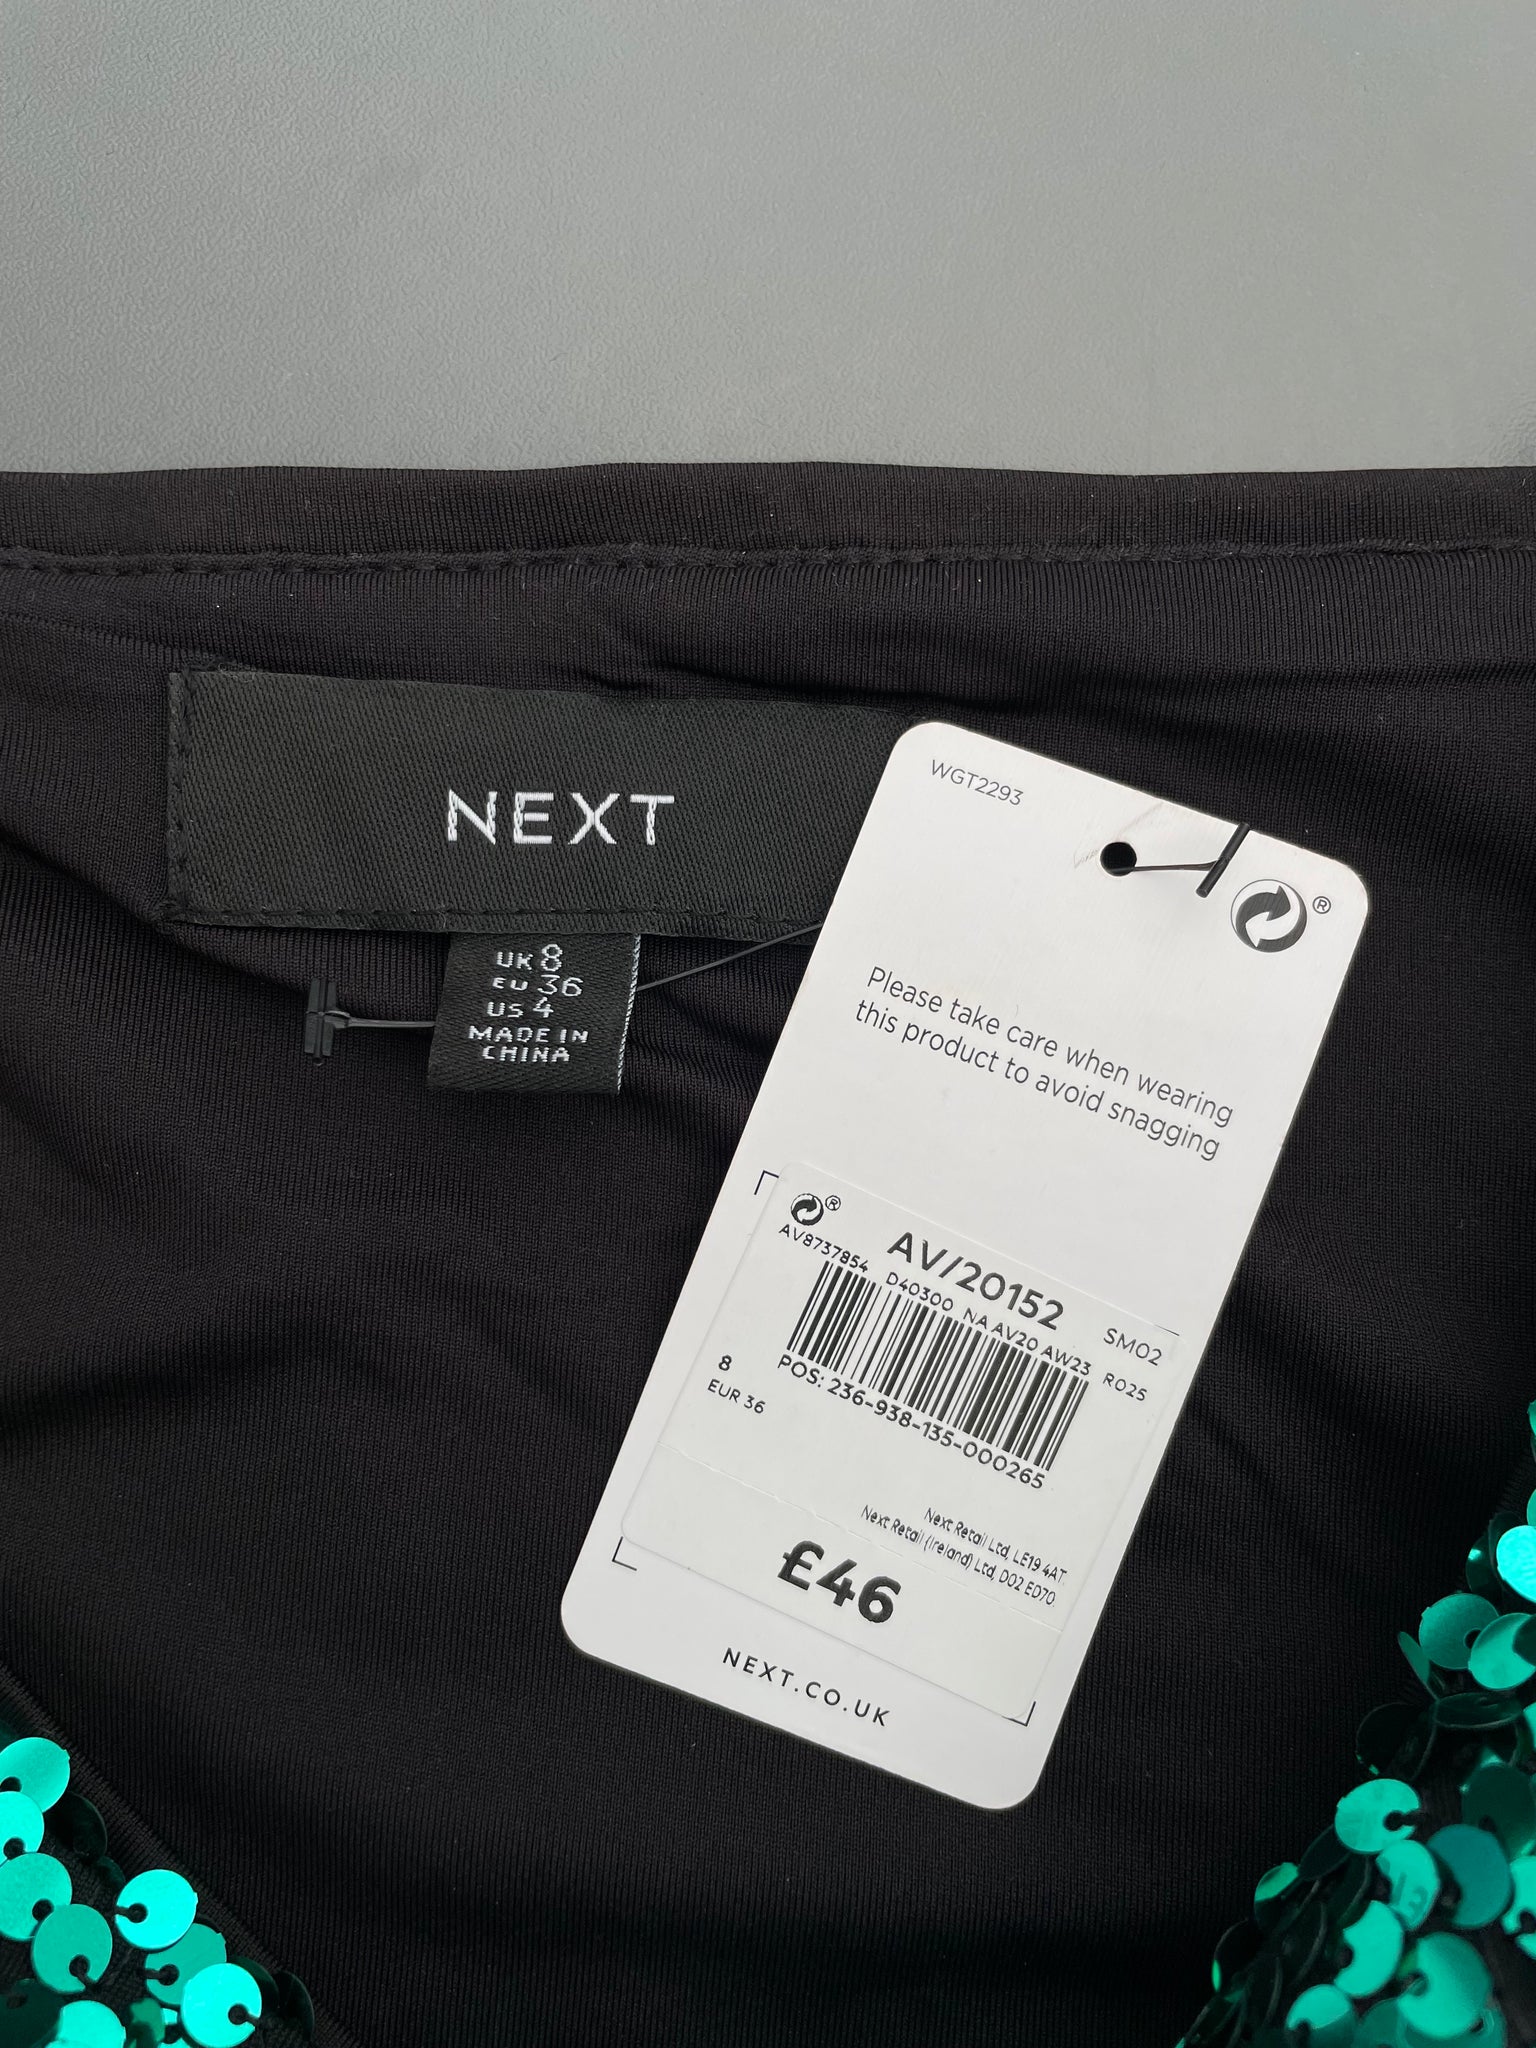 NEXT
UK 8
EU 36
US 4
MADE IN
CHINA
WGT2293
®
Please take care when wearing
this product to avoid snagging
®
AV/20152
AV8737854 D40300 NA AV20 AW23
SM02
R025
8
EUR 36
POS: 236-938-135-000265
Next Retail Ltd, LE19 4AT.
Next Retail (Ireland) Ltd, D02 ED70.
£46
NEXT.CO.UK